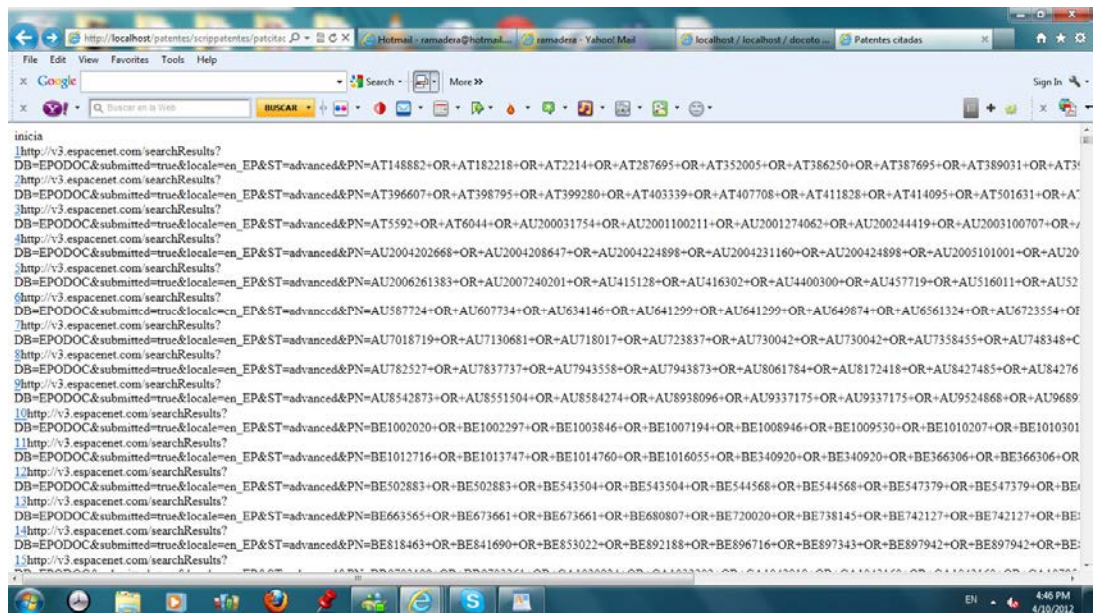 http://localhost/patentes/scrippatentes/patcitac
Hotmail - ramadera@hotmail....
ramadera - Yahoo! Mail
localhost / localhost / docoto ...
Patentes citadas
File Edit View Favorites Tools Help
x Google Search More >> Sign In
x Y! Buscar en la Web BUSCAR
inicia
1http://v3.espacenet.com/searchResults?
DB=EPODOC&submitted=true&locale=en_EP&ST=advanced&PN=AT148882+OR+AT182218+OR+AT2214+OR+AT287695+OR+AT352005+OR+AT386250+OR+AT387695+OR+AT389031+OR+AT39
2http://v3.espacenet.com/searchResults?
DB=EPODOC&submitted=true&locale=en_EP&ST=advanced&PN=AT396607+OR+AT398795+OR+AT399280+OR+AT403339+OR+AT407708+OR+AT411828+OR+AT414095+OR+AT501631+OR+AT
3http://v3.espacenet.com/searchResults?
DB=EPODOC&submitted=true&locale=en_EP&ST=advanced&PN=AT5592+OR+AT6044+OR+AU200031754+OR+AU2001100211+OR+AU2001274062+OR+AU200244419+OR+AU2003100707+OR+
4http://v3.espacenet.com/searchResults?
DB=EPODOC&submitted=true&locale=en_EP&ST=advanced&PN=AU2004202668+OR+AU2004208647+OR+AU2004224898+OR+AU2004231160+OR+AU200424898+OR+AU2005101001+OR+AU20
5http://v3.espacenet.com/searchResults?
DB=EPODOC&submitted=true&locale=en_EP&ST=advanced&PN=AU2006261383+OR+AU2007240201+OR+AU415128+OR+AU416302+OR+AU4400300+OR+AU457719+OR+AU516011+OR+AU52
6http://v3.espacenet.com/searchResults?
DB=EPODOC&submitted=true&locale=en_EP&ST=advanced&PN=AU587724+OR+AU607734+OR+AU634146+OR+AU641299+OR+AU641299+OR+AU649874+OR+AU6561324+OR+AU6723554+OR
7http://v3.espacenet.com/searchResults?
DB=EPODOC&submitted=true&locale=en_EP&ST=advanced&PN=AU7018719+OR+AU7130681+OR+AU718017+OR+AU723837+OR+AU730042+OR+AU730042+OR+AU7358455+OR+AU748348+O
8http://v3.espacenet.com/searchResults?
DB=EPODOC&submitted=true&locale=en_EP&ST=advanced&PN=AU782527+OR+AU7837737+OR+AU7943558+OR+AU7943873+OR+AU8061784+OR+AU8172418+OR+AU8427485+OR+AU84276
9http://v3.espacenet.com/searchResults?
DB=EPODOC&submitted=true&locale=en_EP&ST=advanced&PN=AU8542873+OR+AU8551504+OR+AU8584274+OR+AU8938096+OR+AU9337175+OR+AU9337175+OR+AU9524868+OR+AU9689
10http://v3.espacenet.com/searchResults?
DB=EPODOC&submitted=true&locale=en_EP&ST=advanced&PN=BE1002020+OR+BE1002297+OR+BE1003846+OR+BE1007194+OR+BE1008946+OR+BE1009530+OR+BE1010207+OR+BE1010301
11http://v3.espacenet.com/searchResults?
DB=EPODOC&submitted=true&locale=en_EP&ST=advanced&PN=BE1012716+OR+BE1013747+OR+BE1014760+OR+BE1016055+OR+BE340920+OR+BE340920+OR+BE366306+OR+BE366306+OR
12http://v3.espacenet.com/searchResults?
DB=EPODOC&submitted=true&locale=en_EP&ST=advanced&PN=BE502883+OR+BE502883+OR+BE543504+OR+BE543504+OR+BE544568+OR+BE544568+OR+BE547379+OR+BE547379+OR+BE
13http://v3.espacenet.com/searchResults?
DB=EPODOC&submitted=true&locale=en_EP&ST=advanced&PN=BE663565+OR+BE673661+OR+BE673661+OR+BE680807+OR+BE720020+OR+BE738145+OR+BE742127+OR+BE742127+OR+BE
14http://v3.espacenet.com/searchResults?
DB=EPODOC&submitted=true&locale=en_EP&ST=advanced&PN=BE818463+OR+BE841690+OR+BE853022+OR+BE892188+OR+BE896716+OR+BE897343+OR+BE897942+OR+BE897942+OR+BE
15http://v3.espacenet.com/searchResults?
EN
4:46 PM
4/10/2012